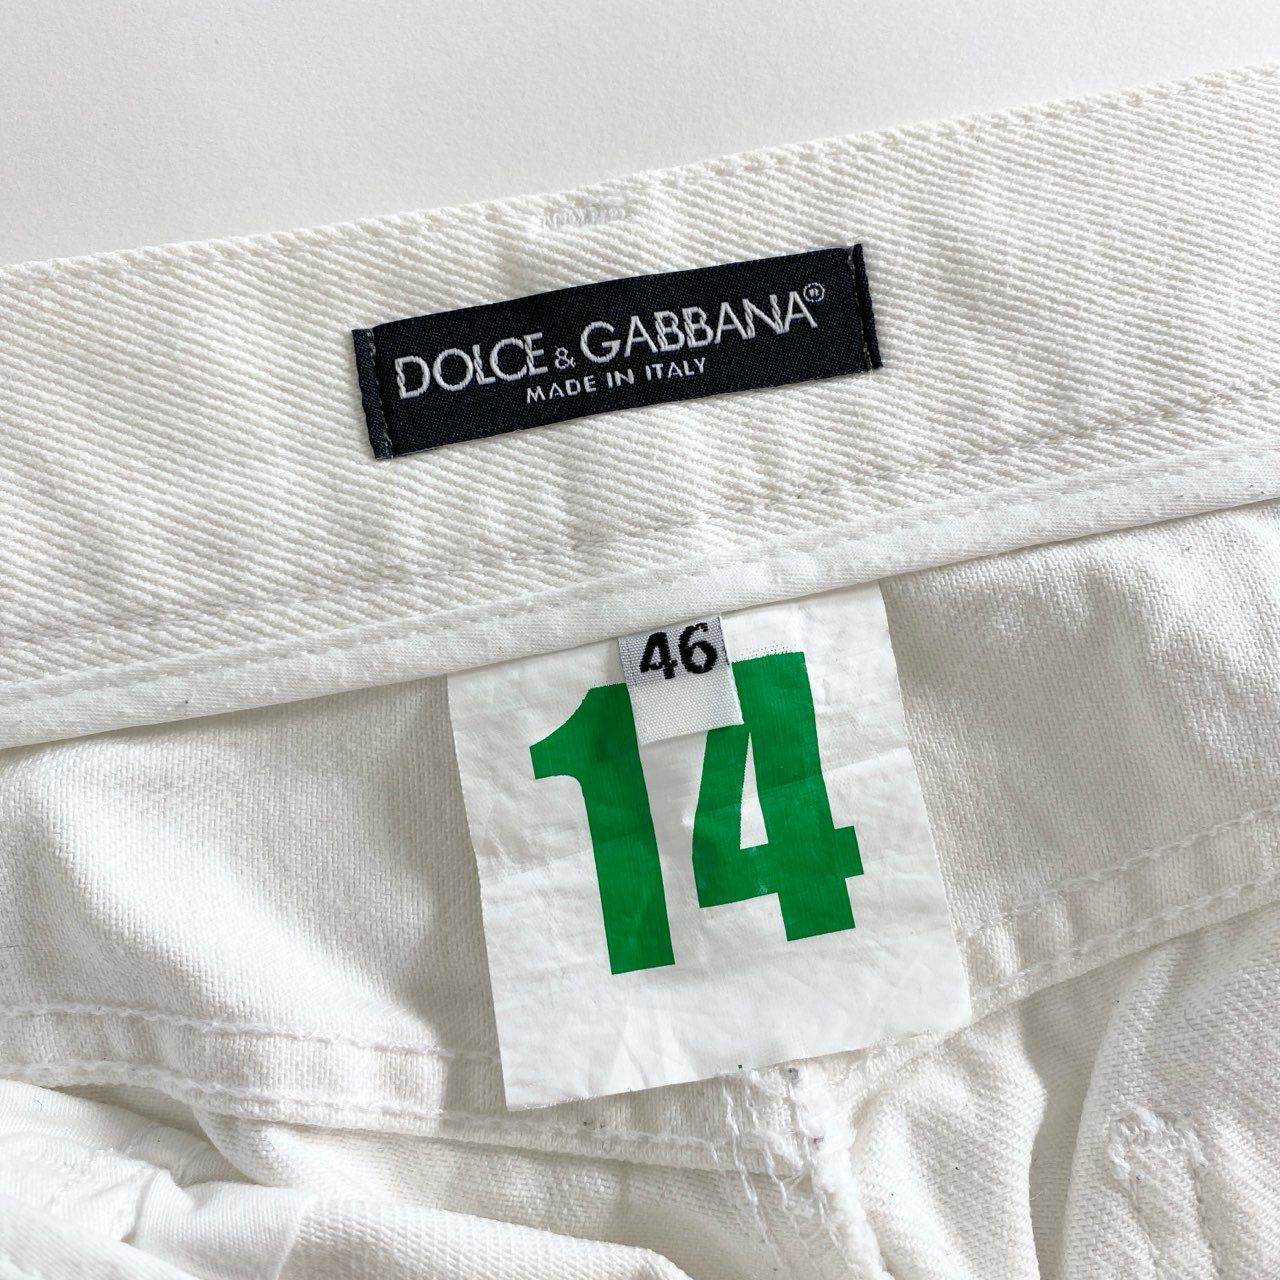 DOLCE & GABBANA®
MADE IN ITALY
46
14